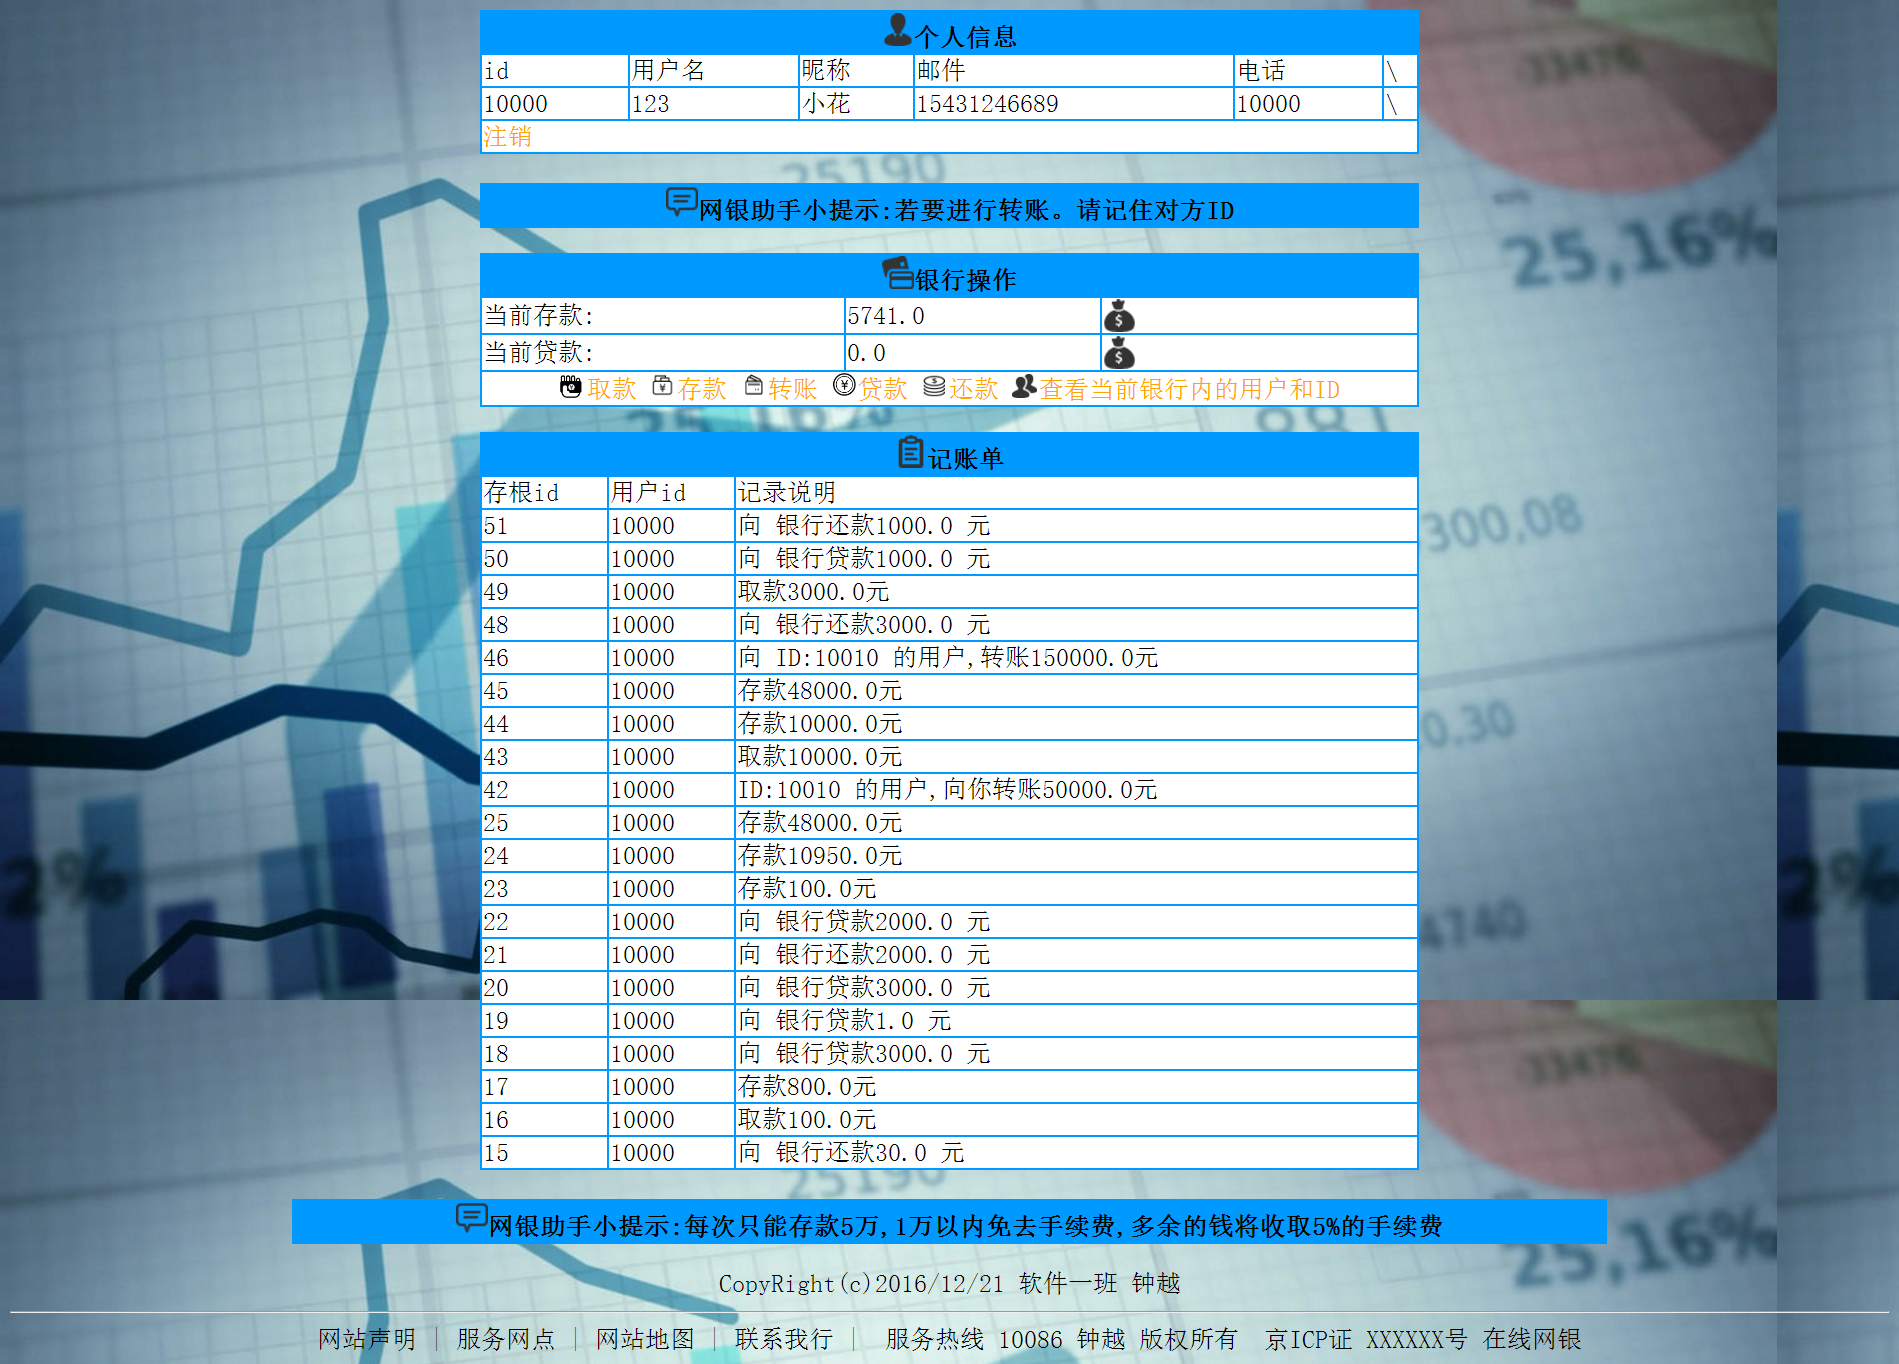 个人信息
id 用户名 昵称 邮件 电话 \
10000 123 小花 15431246689 10000 \
注销
25190
33476
网银助手小提示:若要进行转账。请记住对方ID
25,16%
银行操作
当前存款: 5741.0
当前贷款: 0.0
取款 存款 转账 贷款 还款 查看当前银行内的用户和ID
记账单
存根id 用户id 记录说明
51 10000 向 银行还款1000.0 元
50 10000 向 银行贷款1000.0 元
49 10000 取款3000.0元
48 10000 向 银行还款3000.0 元
46 10000 向 ID:10010 的用户,转账150000.0元
45 10000 存款48000.0元
44 10000 存款10000.0元
43 10000 取款10000.0元
42 10000 ID:10010 的用户,向你转账50000.0元
25 10000 存款48000.0元
24 10000 存款10950.0元
23 10000 存款100.0元
22 10000 向 银行贷款2000.0 元
21 10000 向 银行还款2000.0 元
20 10000 向 银行贷款3000.0 元
19 10000 向 银行贷款1.0 元
18 10000 向 银行贷款3000.0 元
17 10000 存款800.0元
16 10000 取款100.0元
15 10000 向 银行还款30.0 元
300,08
0,30
2%
2%
4740
33476
25190
网银助手小提示:每次只能存款5万,1万以内免去手续费,多余的钱将收取5%的手续费
25,16%
CopyRight(c)2016/12/21 软件一班 钟越
网站声明 | 服务网点 | 网站地图 | 联系我行 | 服务热线 10086 钟越 版权所有 京ICP证 XXXXXX号 在线网银